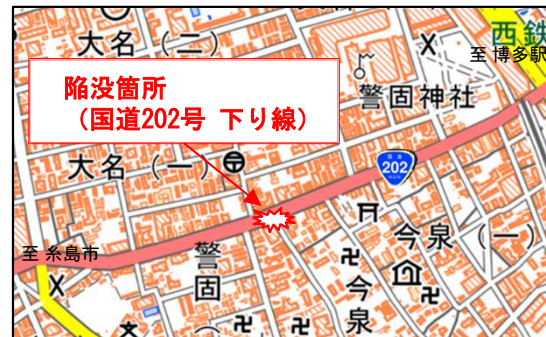 大名（二）
西鉄
至 博多駅
警固神社
陥没箇所
（国道202号 下り線）
大名（一）
国道
202
至 糸島市
今泉（一）
警固
今泉